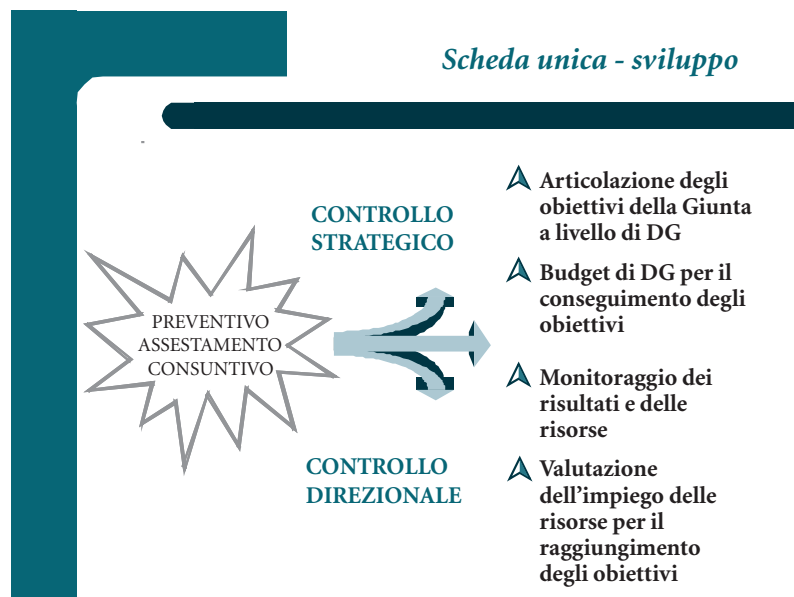 Scheda unica - sviluppo
CONTROLLO
STRATEGICO
PREVENTIVO
ASSESTAMENTO
CONSUNTIVO
CONTROLLO
DIREZIONALE
Articolazione degli
obiettivi della Giunta
a livello di DG
Budget di DG per il
conseguimento degli
obiettivi
Monitoraggio dei
risultati e delle
risorse
Valutazione
dell’impiego delle
risorse per il
raggiungimento
degli obiettivi